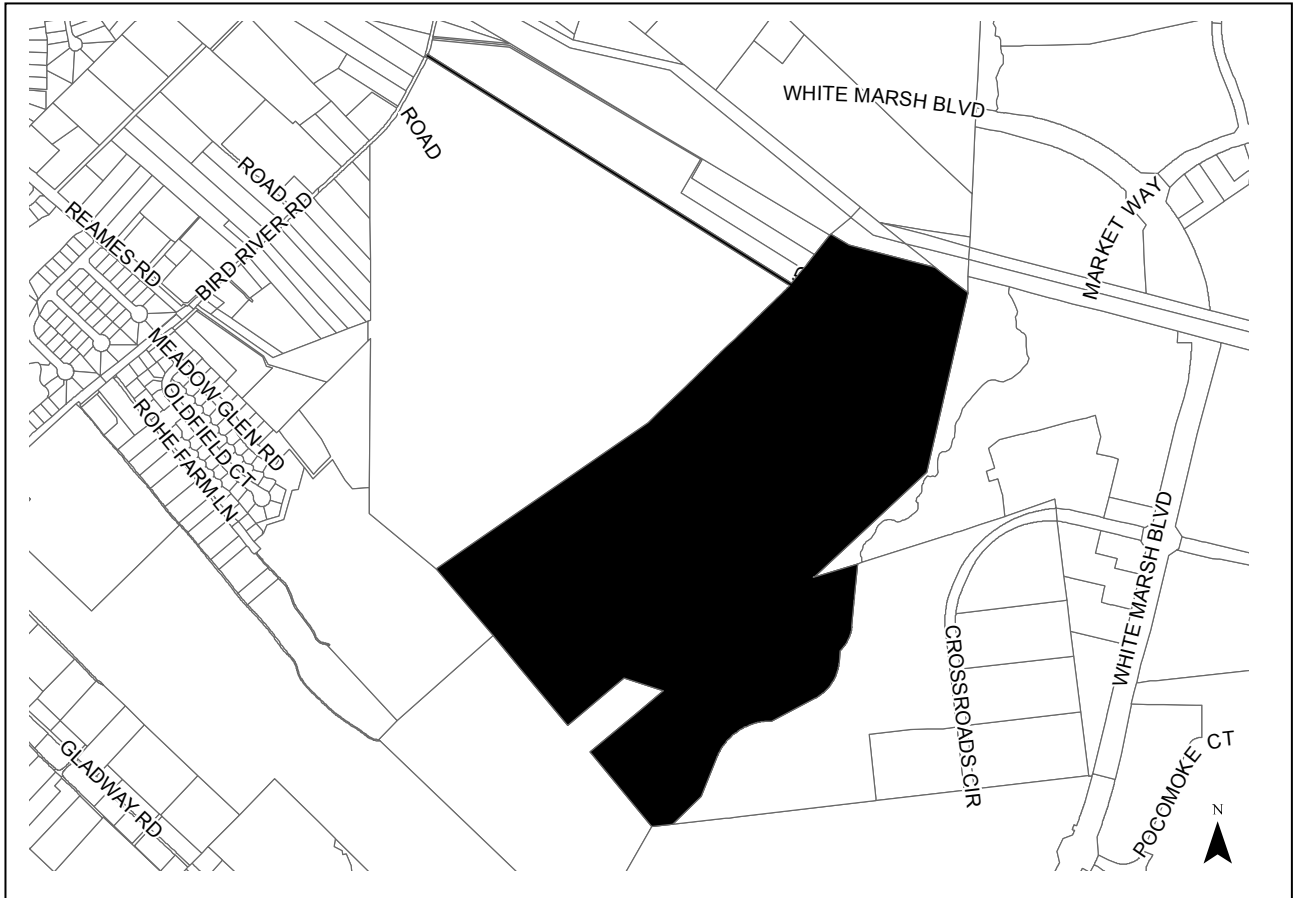 WHITE MARSH BLVD
ROAD
ROAD
REAMES RD
BIRD RIVER RD
MARKET WAY
MEADOW GLEN RD
OLDFIELD CT
ROHE FARM LN
WHITE MARSH BLVD
CROSSROADS CIR
GLADWAY RD
POCOMOKE CT
N